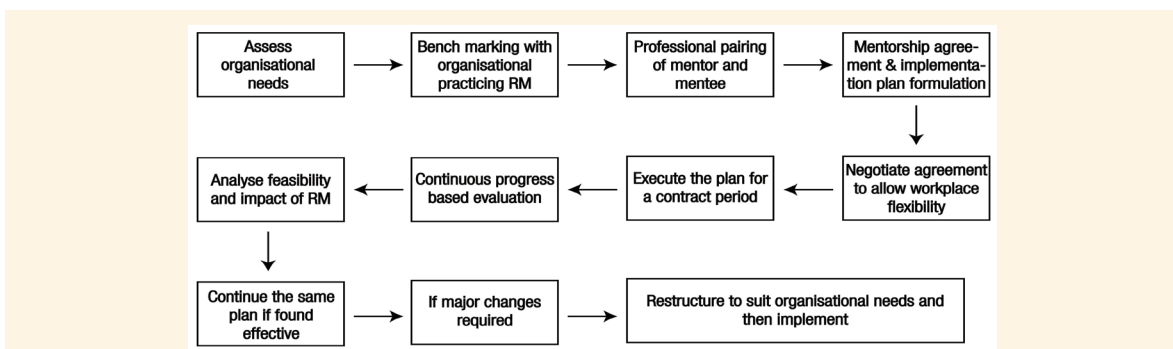 Assess
organisational
needs
Bench marking with
organisational
practicing RM
Professional pairing
of mentor and
mentee
Mentorship agree-
ment & implementa-
tion plan formulation
Negotiate agreement
to allow workplace
flexibility
Execute the plan for
a contract period
Continuous progress
based evaluation
Analyse feasibility
and impact of RM
Continue the same
plan if found
effective
If major changes
required
Restructure to suit organisational needs and
then implement